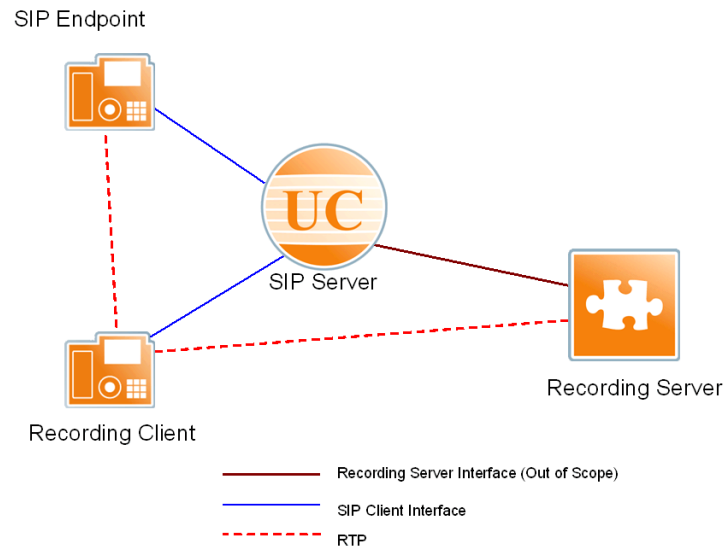 SIP Endpoint
UC
SIP Server
Recording Server
Recording Client
Recording Server Interface (Out of Scope)
SIP Client Interface
RTP